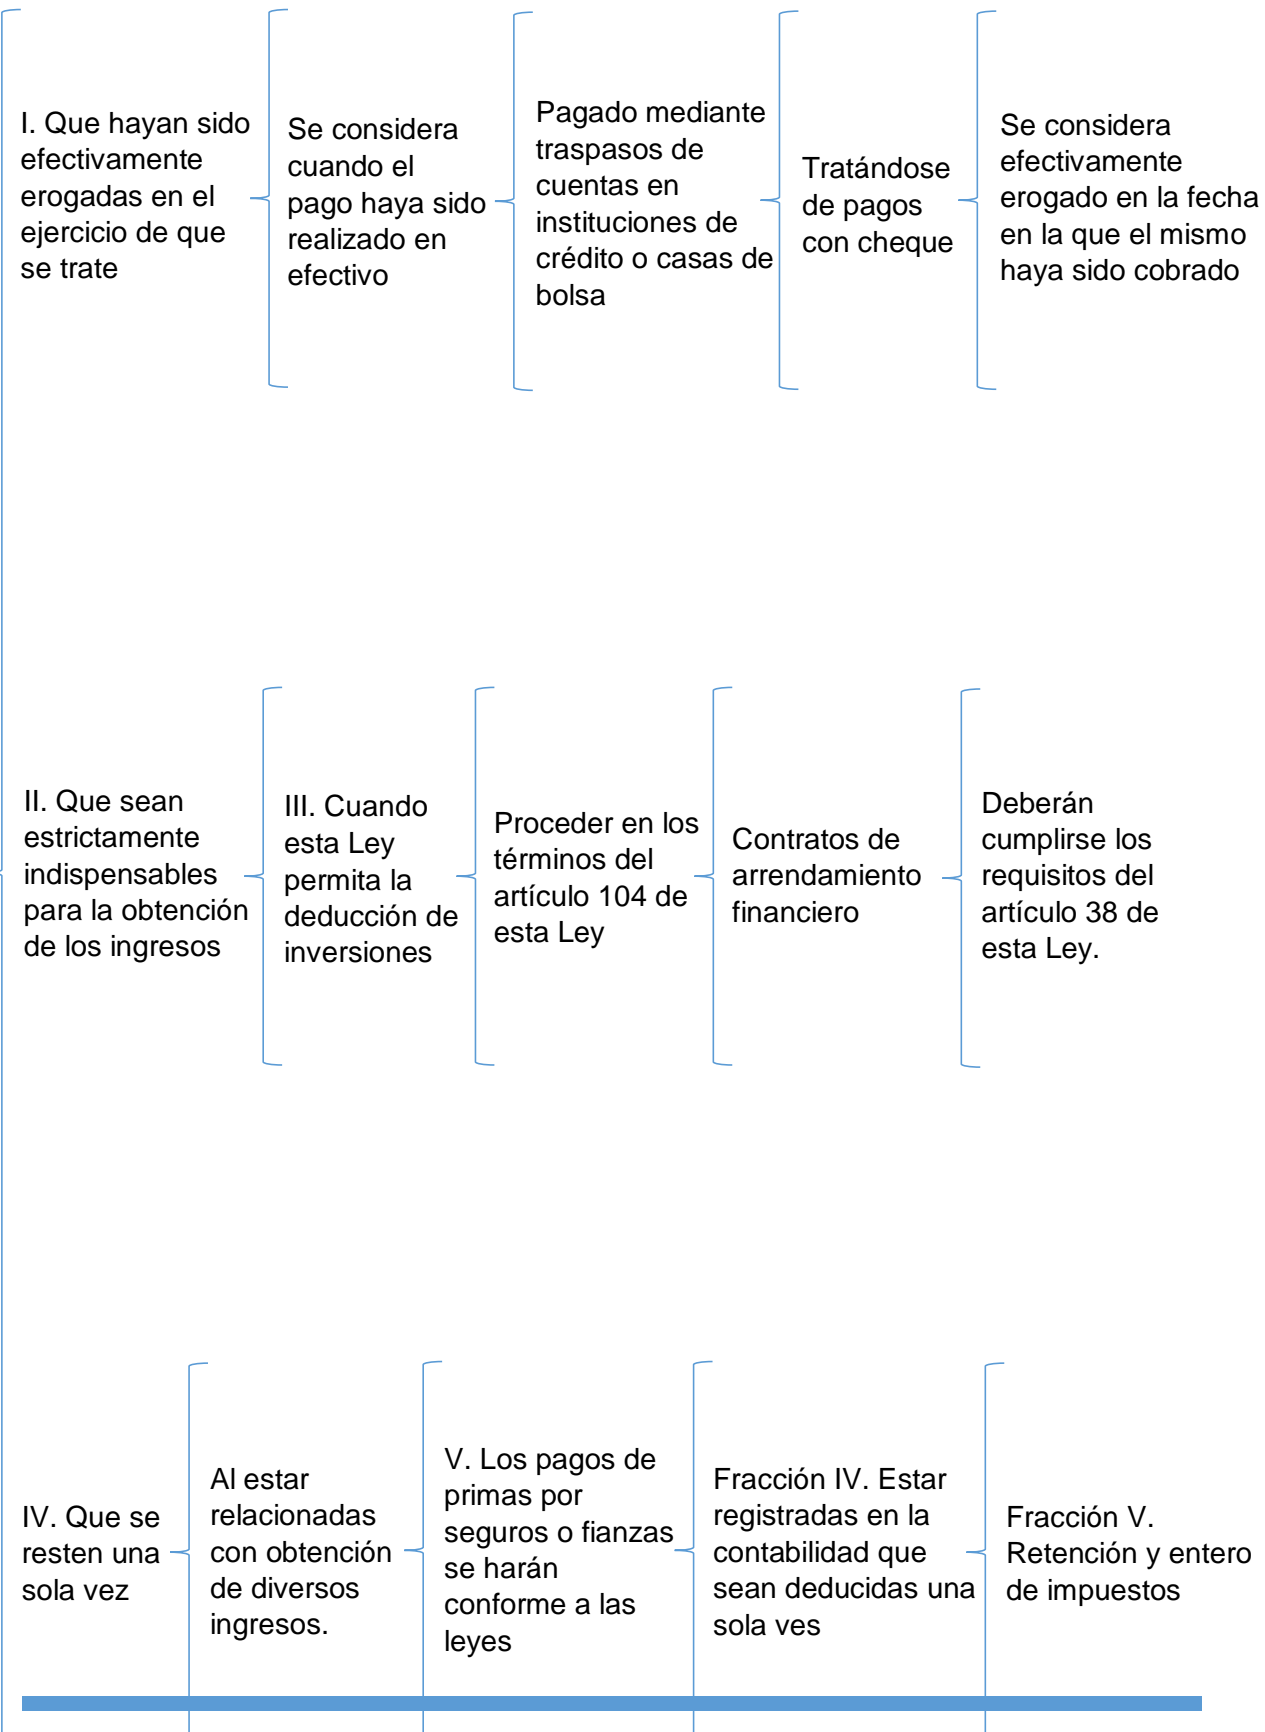 I. Que hayan sido
efectivamente
erogadas en el
ejercicio de que
se trate
Se considera
cuando el
pago haya sido
realizado en
efectivo
Pagado mediante
traspasos de
cuentas en
instituciones de
crédito o casas de
bolsa
Tratándose
de pagos
con cheque
Se considera
efectivamente
erogado en la fecha
en la que el mismo
haya sido cobrado
II. Que sean
estrictamente
indispensables
para la obtención
de los ingresos
III. Cuando
esta Ley
permita la
deducción de
inversiones
Proceder en los
términos del
artículo 104 de
esta Ley
Contratos de
arrendamiento
financiero
Deberán
cumplirse los
requisitos del
artículo 38 de
esta Ley.
IV. Que se
resten una
sola vez
Al estar
relacionadas
con obtención
de diversos
ingresos.
V. Los pagos de
primas por
seguros o fianzas
se harán
conforme a las
leyes
Fracción IV. Estar
registradas en la
contabilidad que
sean deducidas una
sola ves
Fracción V.
Retención y entero
de impuestos